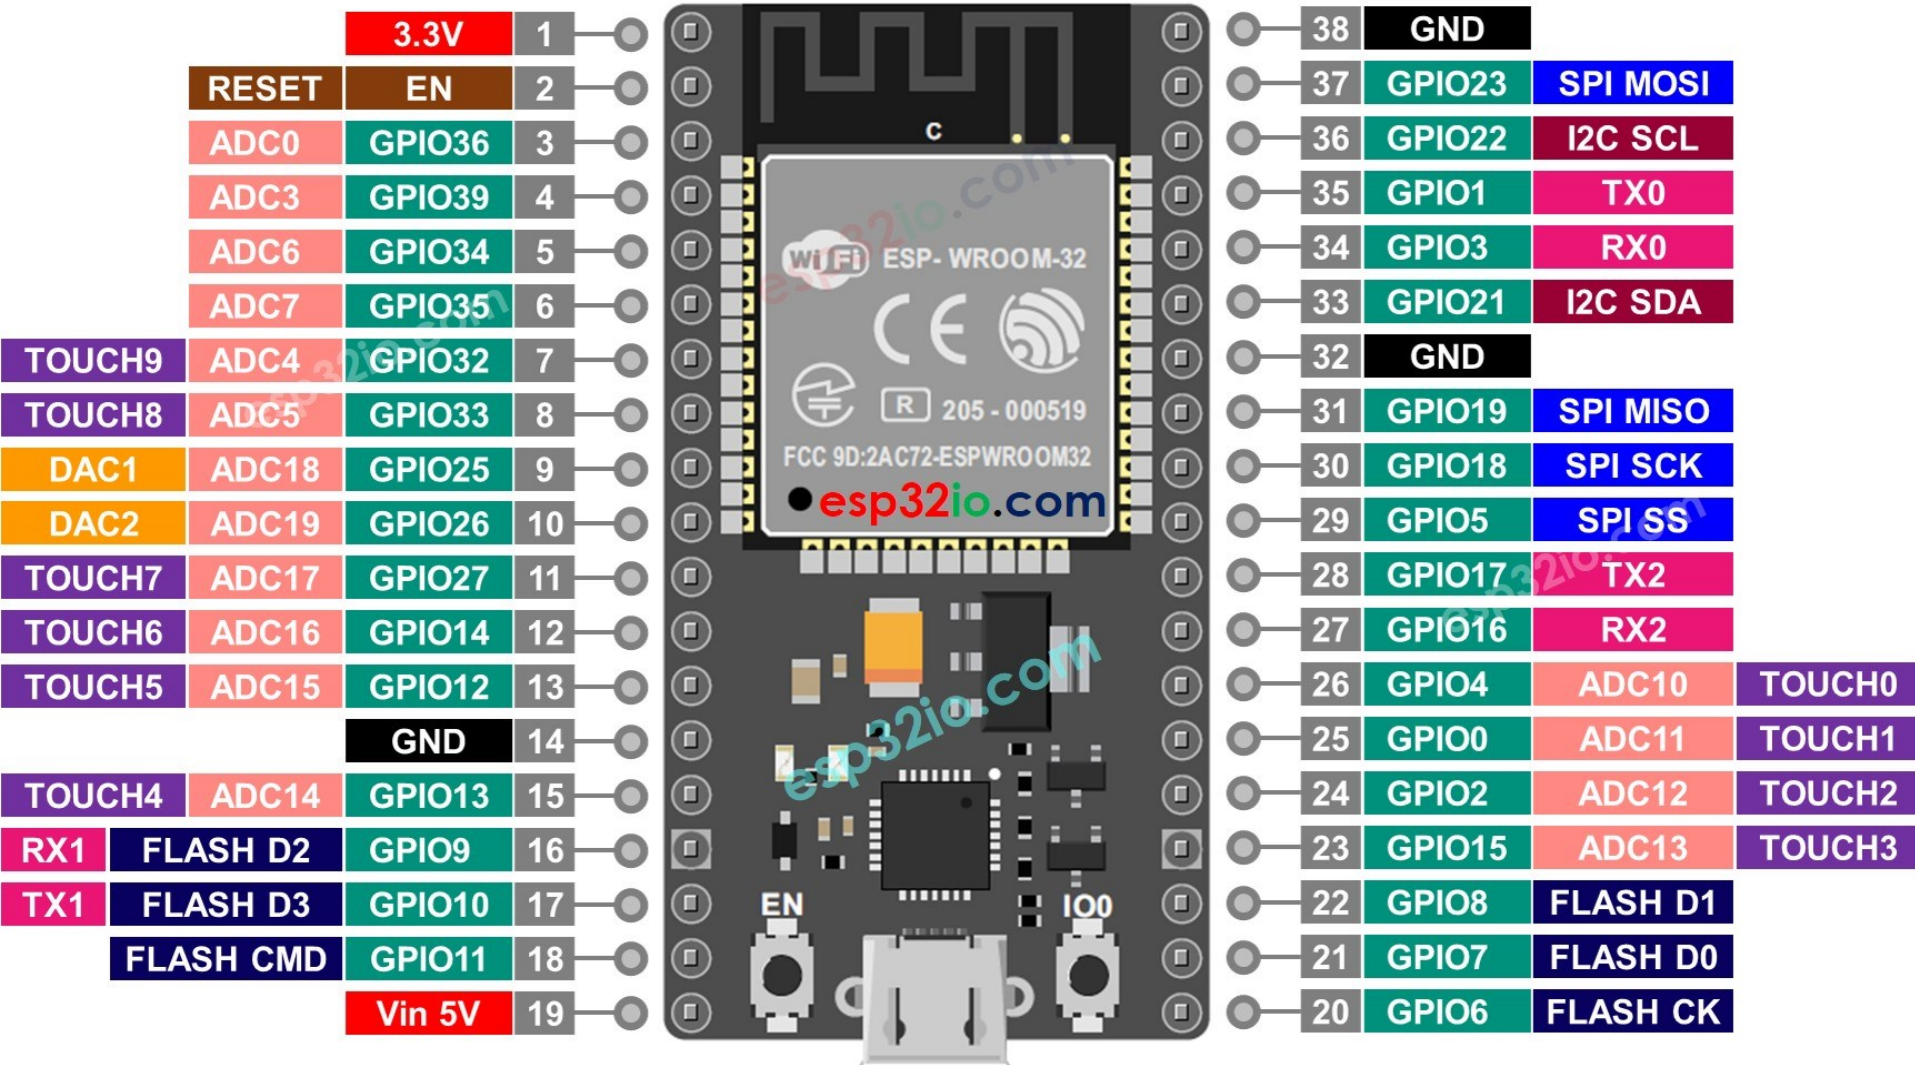 3.3V 1
RESET EN 2
ADC0 GPIO36 3
ADC3 GPIO39 4
ADC6 GPIO34 5
ADC7 GPIO35 6
TOUCH9 ADC4 GPIO32 7
TOUCH8 ADC5 GPIO33 8
DAC1 ADC18 GPIO25 9
DAC2 ADC19 GPIO26 10
TOUCH7 ADC17 GPIO27 11
TOUCH6 ADC16 GPIO14 12
TOUCH5 ADC15 GPIO12 13
GND 14
TOUCH4 ADC14 GPIO13 15
RX1 FLASH D2 GPIO9 16
TX1 FLASH D3 GPIO10 17
FLASH CMD GPIO11 18
Vin 5V 19
esp32io.com
C
esp32io.com
WiFi ESP- WROOM-32
CE
R 205 - 000519
FCC 9D:2AC72-ESPWROOM32
esp32io.com
esp32io.com
EN
IO0
38 GND
37 GPIO23 SPI MOSI
36 GPIO22 I2C SCL
35 GPIO1 TX0
34 GPIO3 RX0
33 GPIO21 I2C SDA
32 GND
31 GPIO19 SPI MISO
30 GPIO18 SPI SCK
29 GPIO5 SPI SS
28 GPIO17 TX2
27 GPIO16 RX2
26 GPIO4 ADC10 TOUCH0
25 GPIO0 ADC11 TOUCH1
24 GPIO2 ADC12 TOUCH2
23 GPIO15 ADC13 TOUCH3
22 GPIO8 FLASH D1
21 GPIO7 FLASH D0
20 GPIO6 FLASH CK
esp32io.com